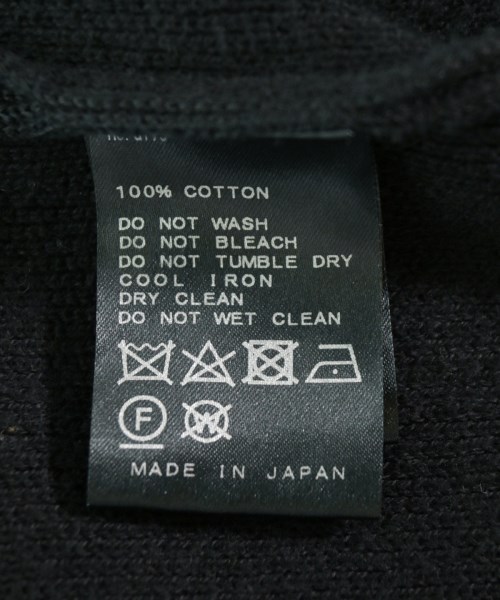 100% COTTON
DO NOT WASH
DO NOT BLEACH
DO NOT TUMBLE DRY
COOL IRON
DRY CLEAN
DO NOT WET CLEAN
F W
MADE IN JAPAN